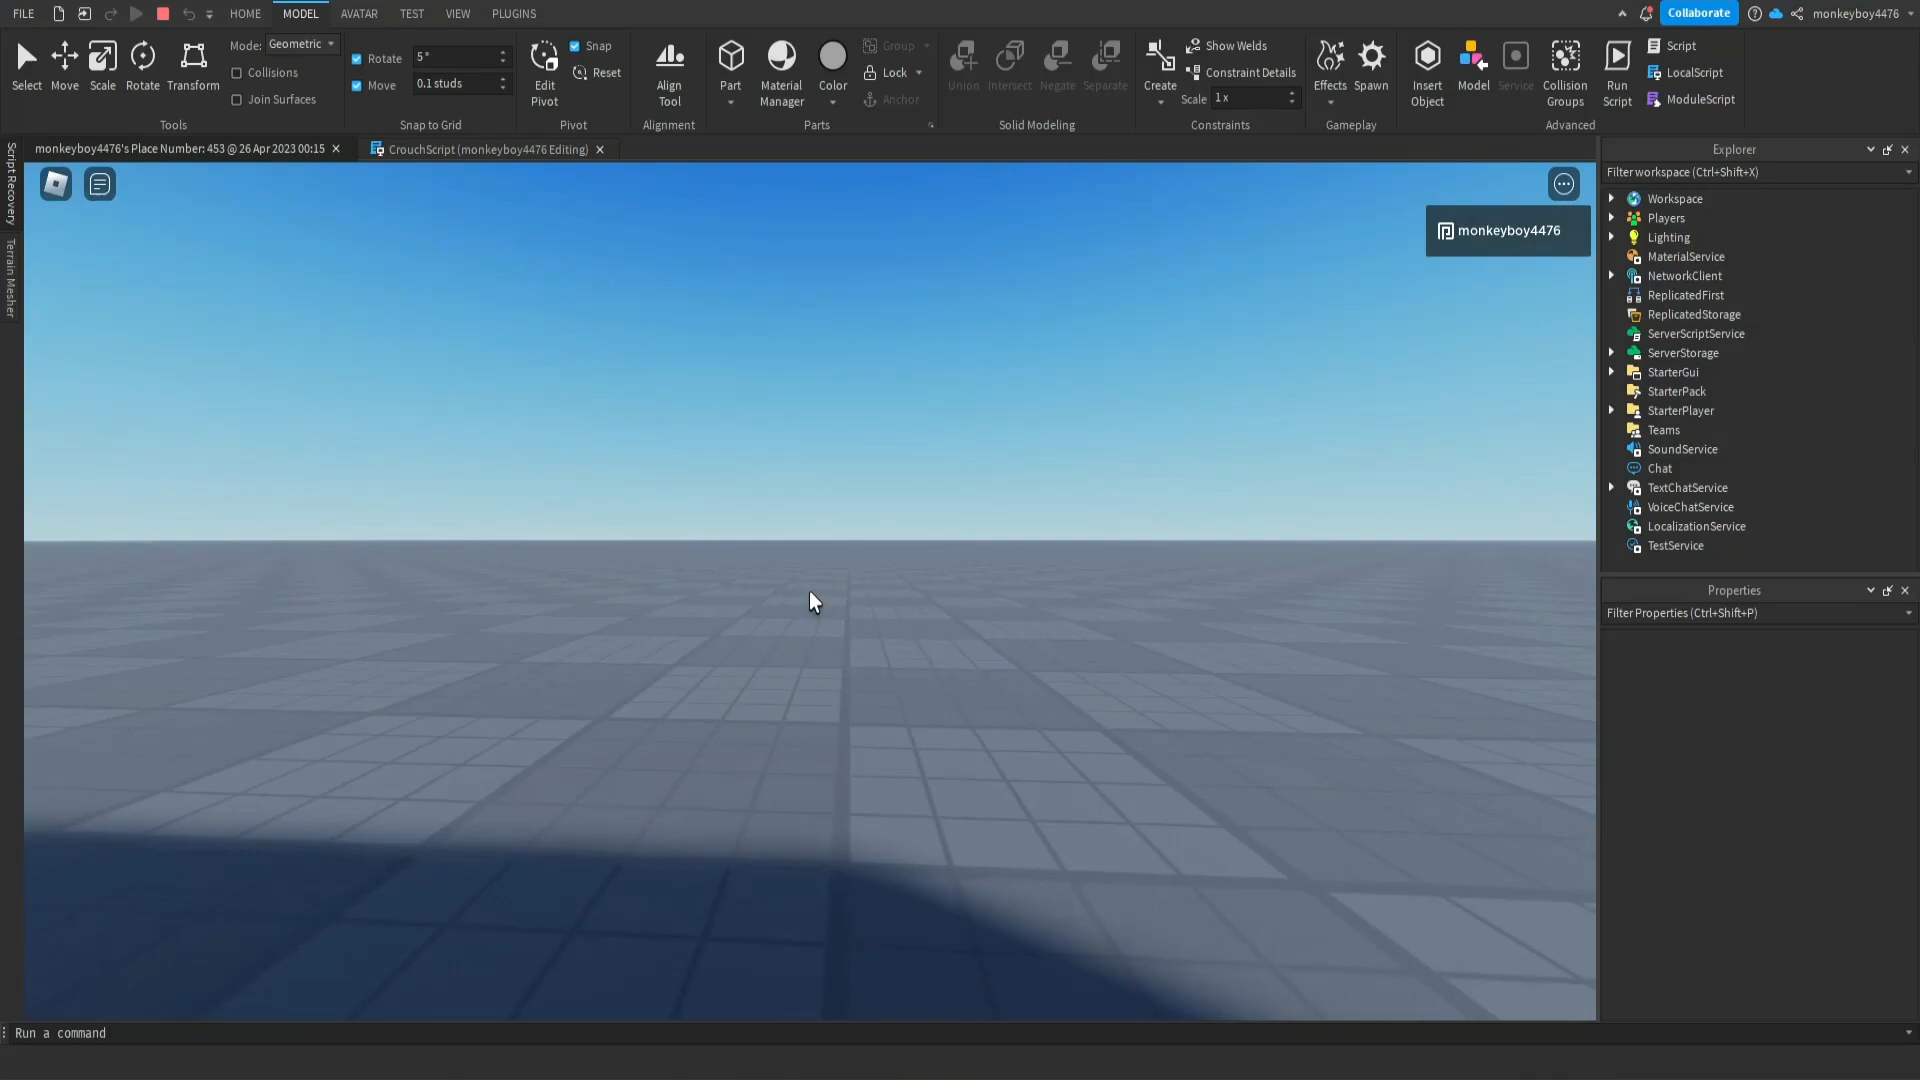 FILE HOME MODEL AVATAR TEST VIEW PLUGINS Collaborate monkeyboy4476
Select Move Scale Rotate Transform
Mode: Geometric
Collisions
Join Surfaces
Tools
Rotate 5°
Move 0.1 studs
Snap to Grid
Edit Pivot
Snap
Reset
Pivot
Align Tool
Alignment
Part
Material Manager
Color
Group
Lock
Anchor
Parts
Union Intersect Negate Separate
Solid Modeling
Create
Show Welds
Constraint Details
Scale 1 x
Constraints
Effects Spawn
Gameplay
Insert Object
Model
Service
Collision Groups
Run Script
Script
LocalScript
ModuleScript
Advanced
Script Recovery
Terrain Mesher
monkeyboy4476's Place Number: 453 @ 26 Apr 2023 00:15
CrouchScript (monkeyboy4476 Editing)
monkeyboy4476
Explorer
Filter workspace (Ctrl+Shift+X)
Workspace
Players
Lighting
MaterialService
NetworkClient
ReplicatedFirst
ReplicatedStorage
ServerScriptService
ServerStorage
StarterGui
StarterPack
StarterPlayer
Teams
SoundService
Chat
TextChatService
VoiceChatService
LocalizationService
TestService
Properties
Filter Properties (Ctrl+Shift+P)
Run a command